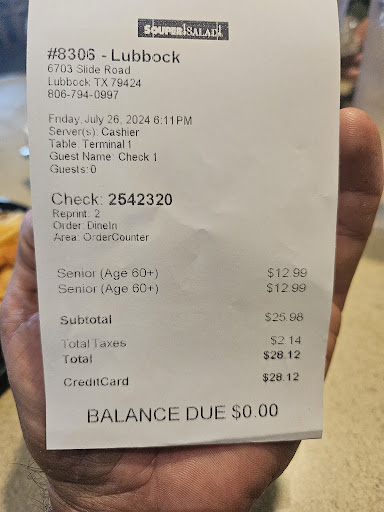 SOUPER!SALAD!
#8306 - Lubbock
6703 Slide Road
Lubbock TX 79424
806-794-0997
Friday, July 26, 2024 6:11PM
Server(s): Cashier
Table: Terminal 1
Guest Name: Check 1
Guests: 0
Check: 2542320
Reprint: 2
Order: DineIn
Area: OrderCounter
Senior (Age 60+) $12.99
Senior (Age 60+) $12.99
Subtotal $25.98
Total Taxes $2.14
Total $28.12
CreditCard $28.12
BALANCE DUE $0.00